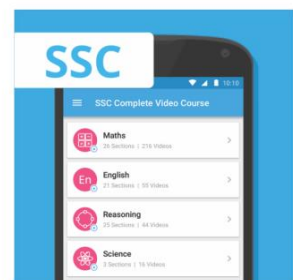 SSC
10:10
SSC Complete Video Course
Maths
26 Sections | 216 Videos
English
En
21 Sections | 55 Videos
Reasoning
25 Sections | 44 Videos
Science
3 Sections | 16 Videos